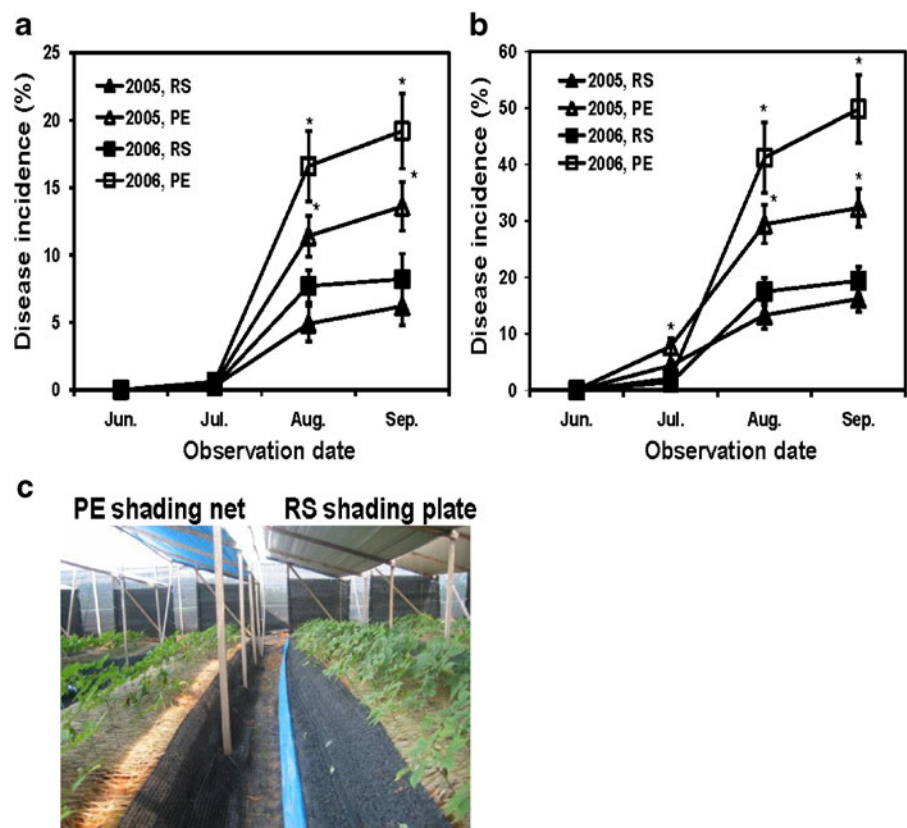 a
25
20
15
10
5
0
Disease incidence (%)
2005, RS
2005, PE
2006, RS
2006, PE
*
*
*
*
Jun. Jul. Aug. Sep.
Observation date
b
60
50
40
30
20
10
0
Disease incidence (%)
2005, RS
2005, PE
2006, RS
2006, PE
*
*
*
*
*
Jun. Jul. Aug. Sep.
Observation date
c
PE shading net RS shading plate